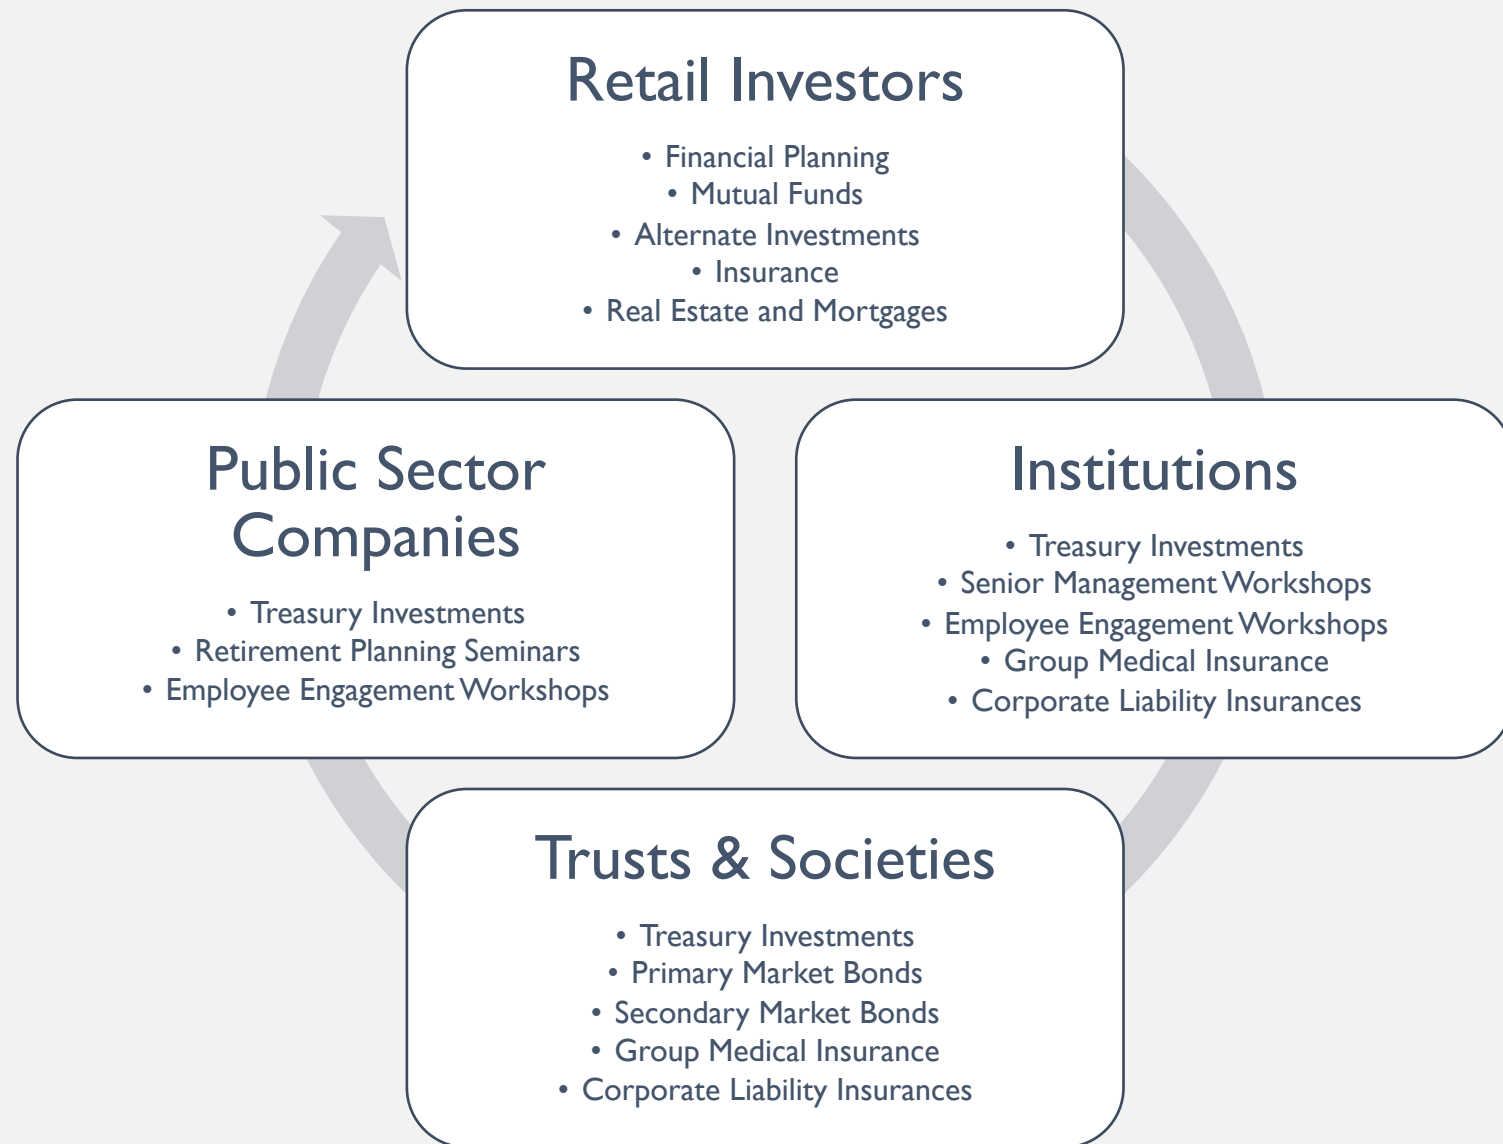 Retail Investors
• Financial Planning
• Mutual Funds
• Alternate Investments
• Insurance
• Real Estate and Mortgages
Public Sector
Companies
• Treasury Investments
• Retirement Planning Seminars
• Employee Engagement Workshops
Institutions
• Treasury Investments
• Senior Management Workshops
• Employee Engagement Workshops
• Group Medical Insurance
• Corporate Liability Insurances
Trusts & Societies
• Treasury Investments
• Primary Market Bonds
• Secondary Market Bonds
• Group Medical Insurance
• Corporate Liability Insurances